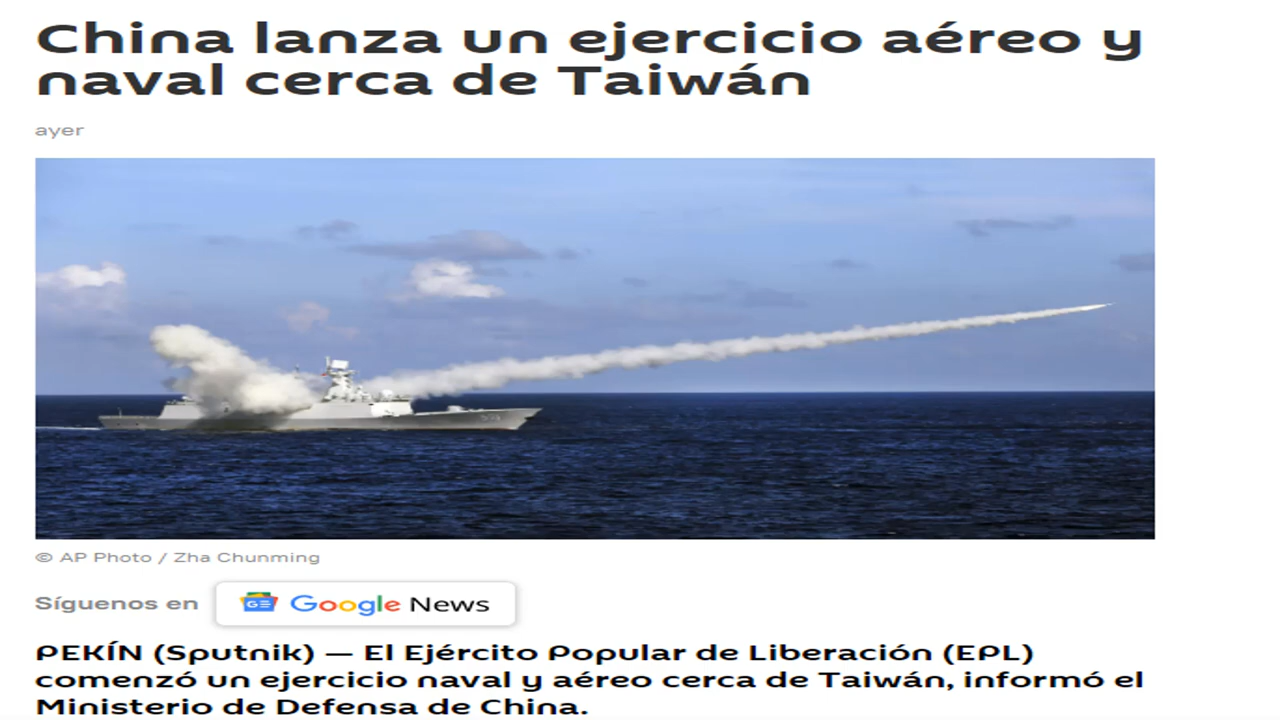 China lanza un ejercicio aéreo y
naval cerca de Taiwán
ayer
© AP Photo / Zha Chunming
Síguenos en
Google News
PEKÍN (Sputnik) — El Ejército Popular de Liberación (EPL)
comenzó un ejercicio naval y aéreo cerca de Taiwán, informó el
Ministerio de Defensa de China.